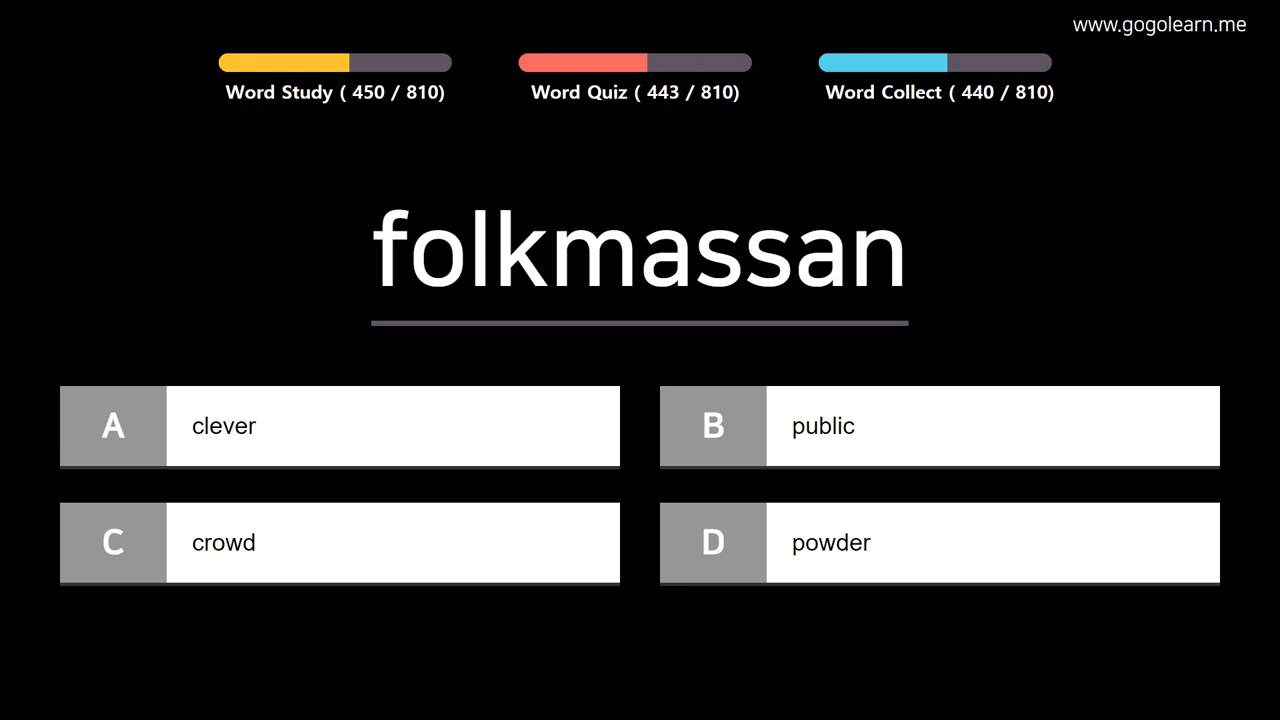 www.gogolearn.me
Word Study ( 450 / 810)
Word Quiz ( 443 / 810)
Word Collect ( 440 / 810)
folkmassan
A clever
B public
C crowd
D powder